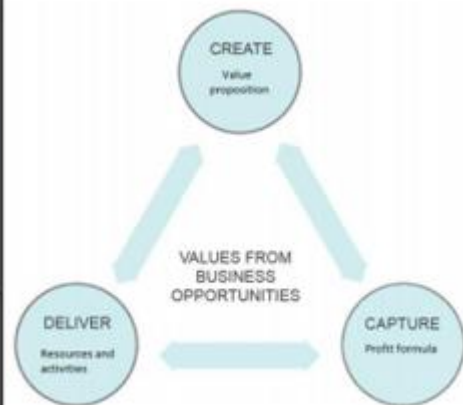 CREATE
Value
proposition
VALUES FROM
BUSINESS
OPPORTUNITIES
DELIVER
Resources and
activities
CAPTURE
Profit formula